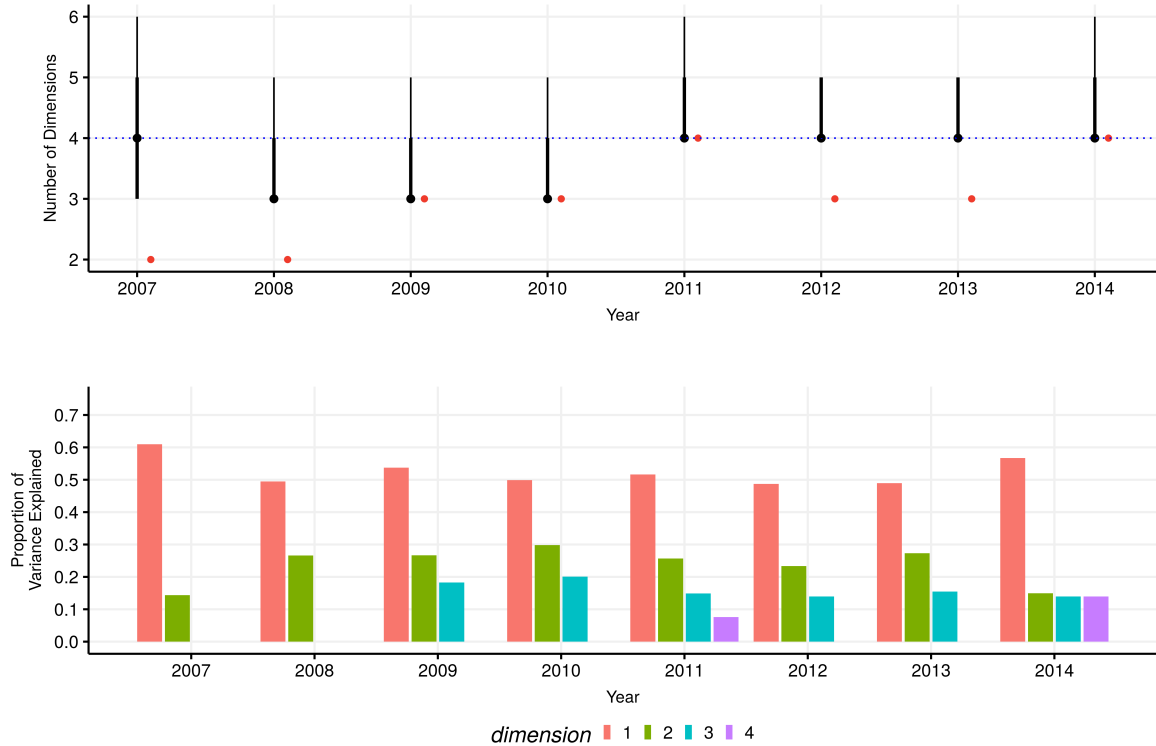 6
5
4
3
2
Number of Dimensions
2007 2008 2009 2010 2011 2012 2013 2014
Year
0.7
0.6
0.5
0.4
0.3
0.2
0.1
0.0
Proportion of
Variance Explained
2007 2008 2009 2010 2011 2012 2013 2014
Year
dimension 1 2 3 4